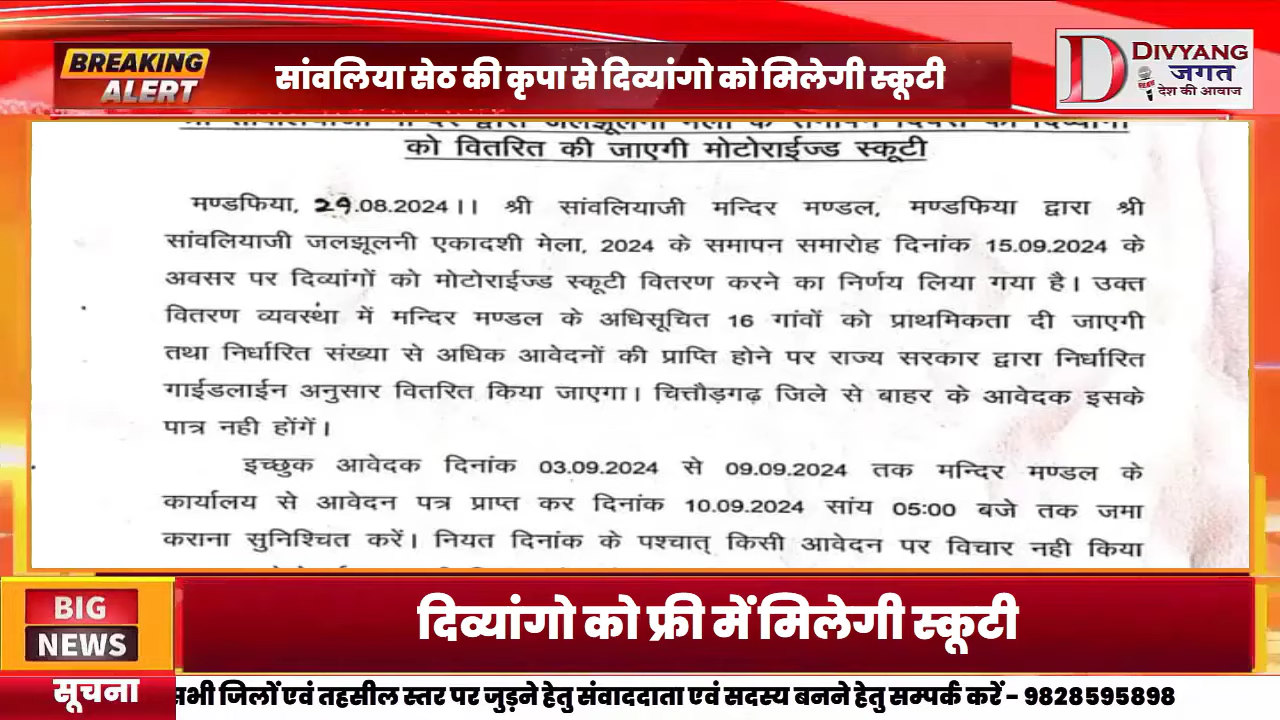 BREAKING
ALERT
सांवलिया सेठ की कृपा से दिव्यांगो को मिलेगी स्कूटी
D
DIVYANG
जगत
देश की आवाज
को वितरित की जाएगी मोटोराईज्ड स्कूटी
मण्डफिया, 29.08.2024।। श्री सांवलियाजी मन्दिर मण्डल, मण्डफिया द्वारा श्री
सांवलियाजी जलझूलनी एकादशी मेला, 2024 के समापन समारोह दिनांक 15.09.2024 के
अवसर पर दिव्यांगों को मोटोराईज्ड स्कूटी वितरण करने का निर्णय लिया गया है। उक्त
वितरण व्यवस्था में मन्दिर मण्डल के अधिसूचित 16 गांवों को प्राथमिकता दी जाएगी
तथा निर्धारित संख्या से अधिक आवेदनों की प्राप्ति होने पर राज्य सरकार द्वारा निर्धारित
गाईडलाईन अनुसार वितरित किया जाएगा। चित्तौड़गढ़ जिले से बाहर के आवेदक इसके
पात्र नही होंगें।
इच्छुक आवेदक दिनांक 03.09.2024 से 09.09.2024 तक मन्दिर मण्डल के
कार्यालय से आवेदन पत्र प्राप्त कर दिनांक 10.09.2024 सांय 05:00 बजे तक जमा
कराना सुनिश्चित करें। नियत दिनांक के पश्चात् किसी आवेदन पर विचार नही किया
BIG
NEWS
दिव्यांगो को फ्री में मिलेगी स्कूटी
सूचना
सभी जिलों एवं तहसील स्तर पर जुड़ने हेतु संवाददाता एवं सदस्य बनने हेतु सम्पर्क करें - 9828595898